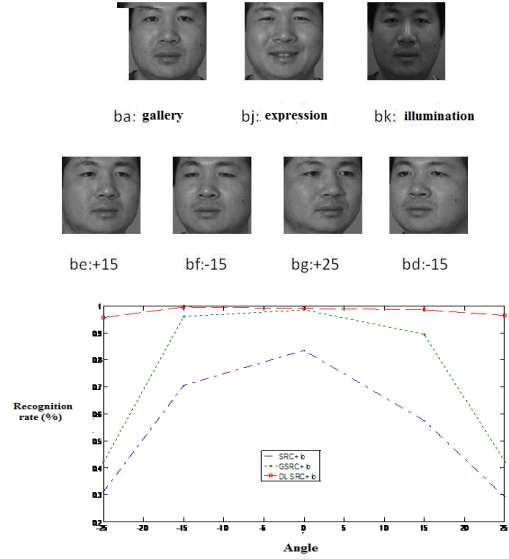 ba: gallery
bj: expression
bk: illumination
be:+15
bf:-15
bg:+25
bd:-15
1
0.9
0.8
0.7
0.6
0.5
0.4
0.3
0.2
Recognition
rate (%)
SRC+lb
GSRC+lb
DLSRC+lb
-25
-20
-15
-10
-5
0
5
10
15
20
25
Angle